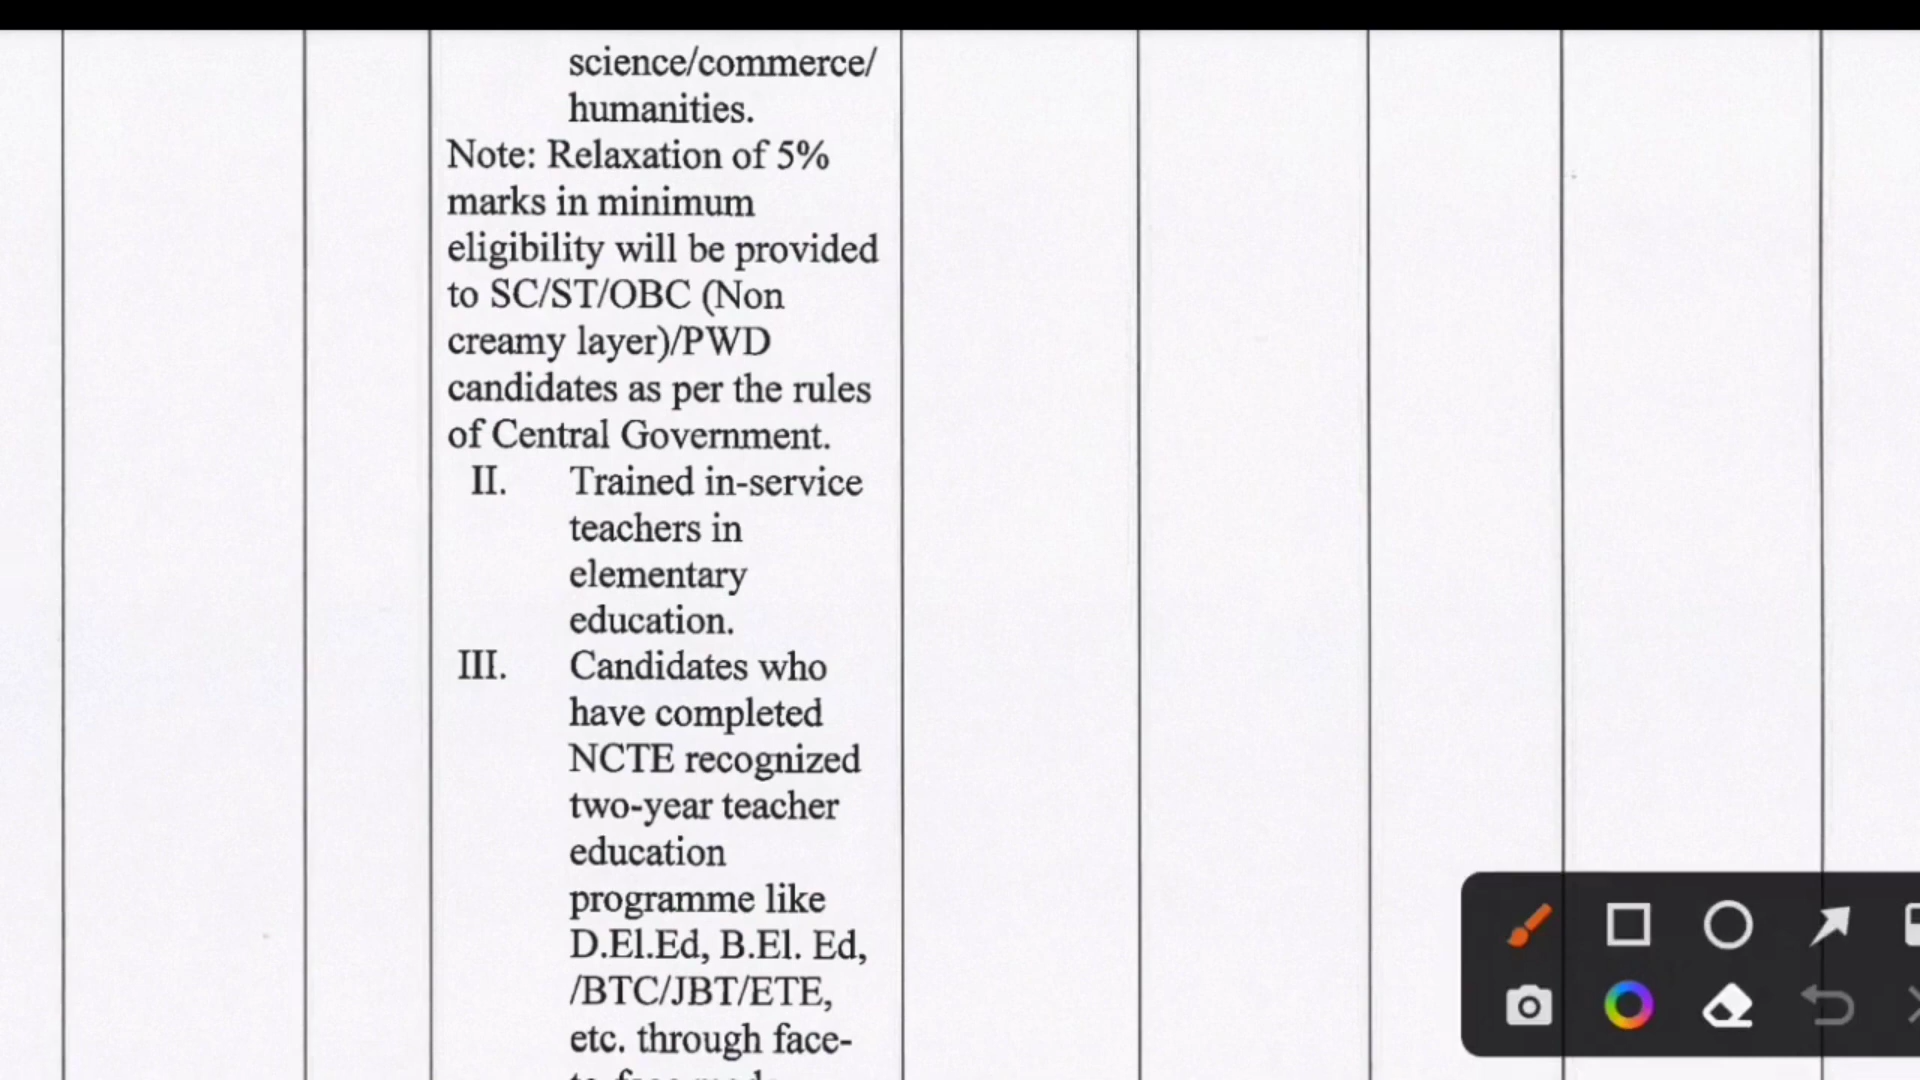 science/commerce/
humanities.
Note: Relaxation of 5%
marks in minimum
eligibility will be provided
to SC/ST/OBC (Non
creamy layer)/PWD
candidates as per the rules
of Central Government.
II. Trained in-service
teachers in
elementary
education.
III. Candidates who
have completed
NCTE recognized
two-year teacher
education
programme like
D.El.Ed, B.El. Ed,
/BTC/JBT/ETE,
etc. through face-